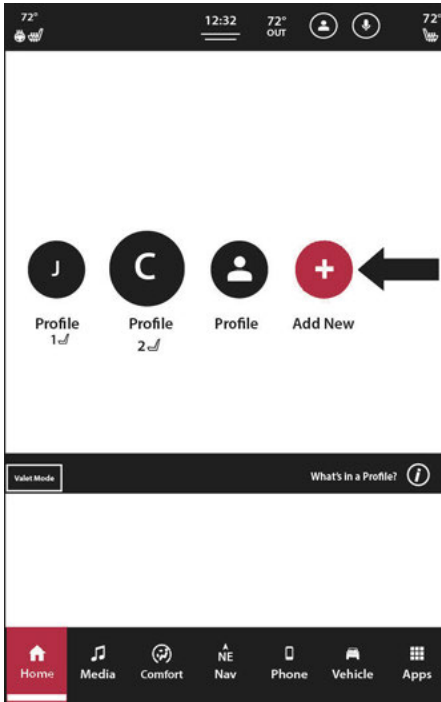 72°
12:32
72°
OUT
72°
J
C
Profile
1
Profile
2
Profile
Add New
Valet Mode
What's in a Profile?
i
NE
Home
Media
Comfort
Nav
Phone
Vehicle
Apps